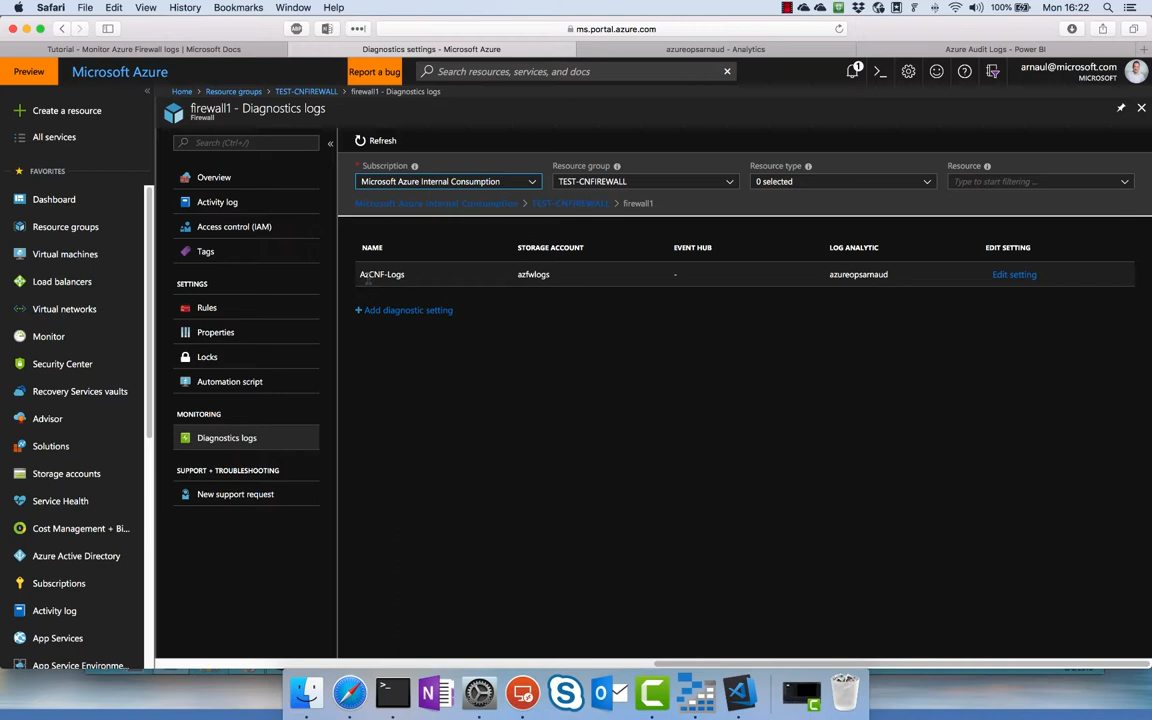 Safari File Edit View History Bookmarks Window Help 100% Mon 16:22
ms.portal.azure.com
Tutorial - Monitor Azure Firewall logs | Microsoft Docs
Diagnostics settings - Microsoft Azure
azureopsarnaud - Analytics
Azure Audit Logs - Power BI
Preview
Microsoft Azure
Report a bug
Search resources, services, and docs
1
arnaul@microsoft.com
MICROSOFT
Create a resource
All services
FAVORITES
Dashboard
Resource groups
Virtual machines
Load balancers
Virtual networks
Monitor
Security Center
Recovery Services vaults
Advisor
Solutions
Storage accounts
Service Health
Cost Management + Bi...
Azure Active Directory
Subscriptions
Activity log
App Services
App Service Environme...
Home > Resource groups > TEST-CNFIREWALL > firewall1 - Diagnostics logs
firewall1 - Diagnostics logs
Firewall
Search (Ctrl+/)
Overview
Activity log
Access control (IAM)
Tags
SETTINGS
Rules
Properties
Locks
Automation script
MONITORING
Diagnostics logs
SUPPORT + TROUBLESHOOTING
New support request
Refresh
* Subscription
Resource group
Resource type
Resource
Microsoft Azure Internal Consumption
TEST-CNFIREWALL
0 selected
Type to start filtering ...
Microsoft Azure Internal Consumption > TEST-CNFIREWALL > firewall1
NAME STORAGE ACCOUNT EVENT HUB LOG ANALYTIC EDIT SETTING
AzCNF-Logs azfwlogs - azureopsarnaud Edit setting
+ Add diagnostic setting